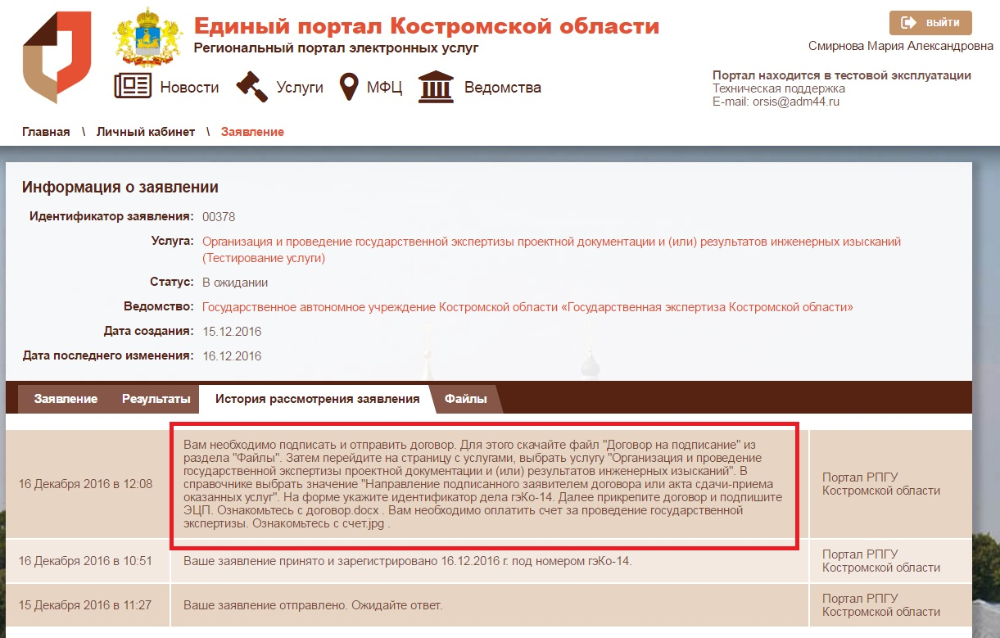 Единый портал Костромской области
Региональный портал электронных услуг
ВЫЙТИ
Смирнова Мария Александровна
Новости
Услуги
МФЦ
Ведомства
Портал находится в тестовой эксплуатации
Техническая поддержка
E-mail: orsis@adm44.ru
Главная \ Личный кабинет \ Заявление
Информация о заявлении
Идентификатор заявления: 00378
Услуга: Организация и проведение государственной экспертизы проектной документации и (или) результатов инженерных изысканий
(Тестирование услуги)
Статус: В ожидании
Ведомство: Государственное автономное учреждение Костромской области «Государственная экспертиза Костромской области»
Дата создания: 15.12.2016
Дата последнего изменения: 16.12.2016
Заявление Результаты История рассмотрения заявления Файлы
16 Декабря 2016 в 12:08
Вам необходимо подписать и отправить договор. Для этого скачайте файл "Договор на подписание" из
раздела "Файлы". Затем перейдите на страницу с услугами, выбрать услугу "Организация и проведение
государственной экспертизы проектной документации и (или) результатов инженерных изысканий". В
справочнике выбрать значение "Направление подписанного заявителем договора или акта сдачи-приема
оказанных услуг". На форме укажите идентификатор дела гэКо-14. Далее прикрепите договор и подпишите
ЭЦП. Ознакомьтесь с договор.docx . Вам необходимо оплатить счет за проведение государственной
экспертизы. Ознакомьтесь с счет.jpg .
Портал РПГУ
Костромской области
16 Декабря 2016 в 10:51
Ваше заявление принято и зарегистрировано 16.12.2016 г. под номером гэКо-14.
Портал РПГУ
Костромской области
15 Декабря 2016 в 11:27
Ваше заявление отправлено. Ожидайте ответ.
Портал РПГУ
Костромской области